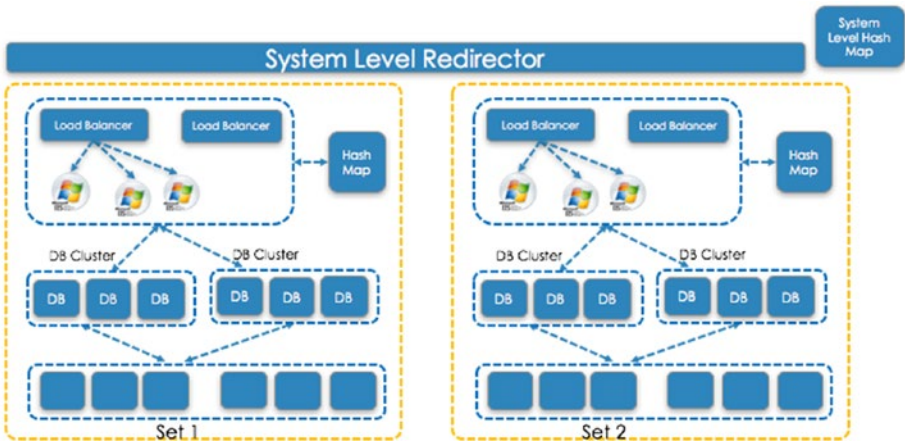 System
Level Hash
Map
System Level Redirector
Load Balancer
Load Balancer
Hash
Map
DB Cluster
DB Cluster
DB
DB
DB
DB
DB
DB
Set 1
Load Balancer
Load Balancer
Hash
Map
DB Cluster
DB Cluster
DB
DB
DB
DB
DB
DB
Set 2